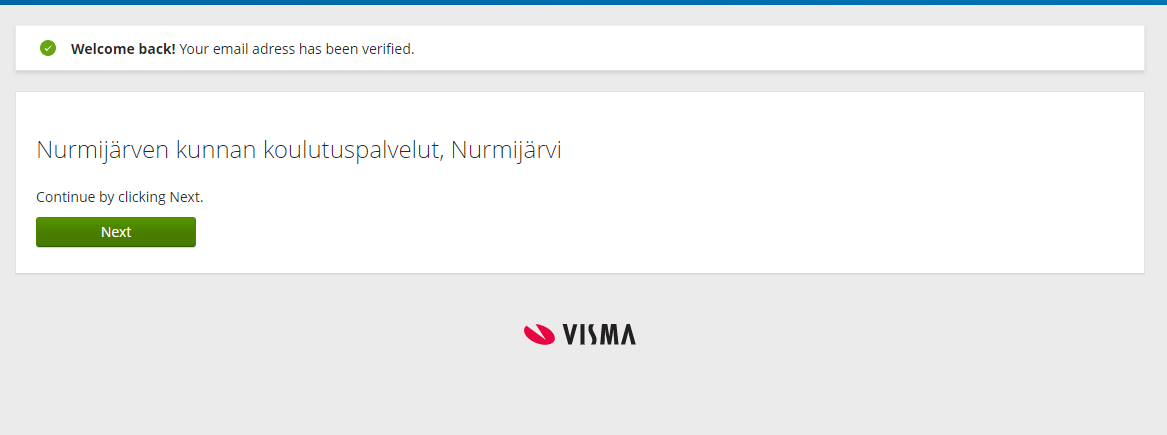 Welcome back! Your email adress has been verified.
Nurmijärven kunnan koulutuspalvelut, Nurmijärvi
Continue by clicking Next.
Next
VISMA